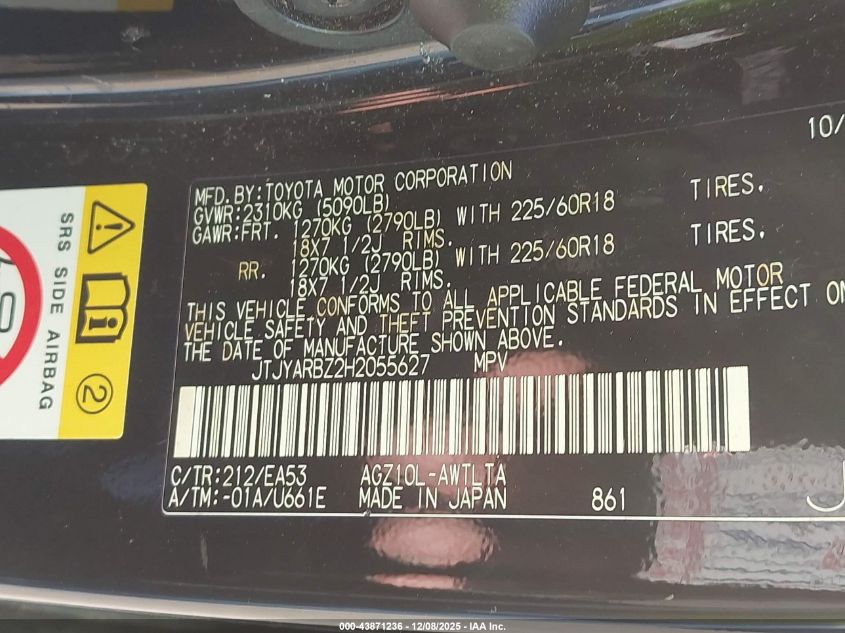 10/
MFD. BY: TOYOTA MOTOR CORPORATION
GVWR: 2310KG (5090LB)
GAWR: FRT. 1270KG (2790LB) WITH 225/60R18 TIRES.
18X7 1/2J RIMS.
RR. 1270KG (2790LB) WITH 225/60R18 TIRES.
18X7 1/2J RIMS.
THIS VEHICLE CONFORMS TO ALL APPLICABLE FEDERAL MOTOR
VEHICLE SAFETY AND THEFT PREVENTION STANDARDS IN EFFECT ON
THE DATE OF MANUFACTURE SHOWN ABOVE.
JTJYARBZ2H2055627 MPV
C/TR: 212/EA53 AGZ10L-AWTLTA
A/TM: -01A/U661E MADE IN JAPAN 861
J
SRS SIDE AIRBAG
2
000-43871236 - 12/08/2025 - IAA Inc.